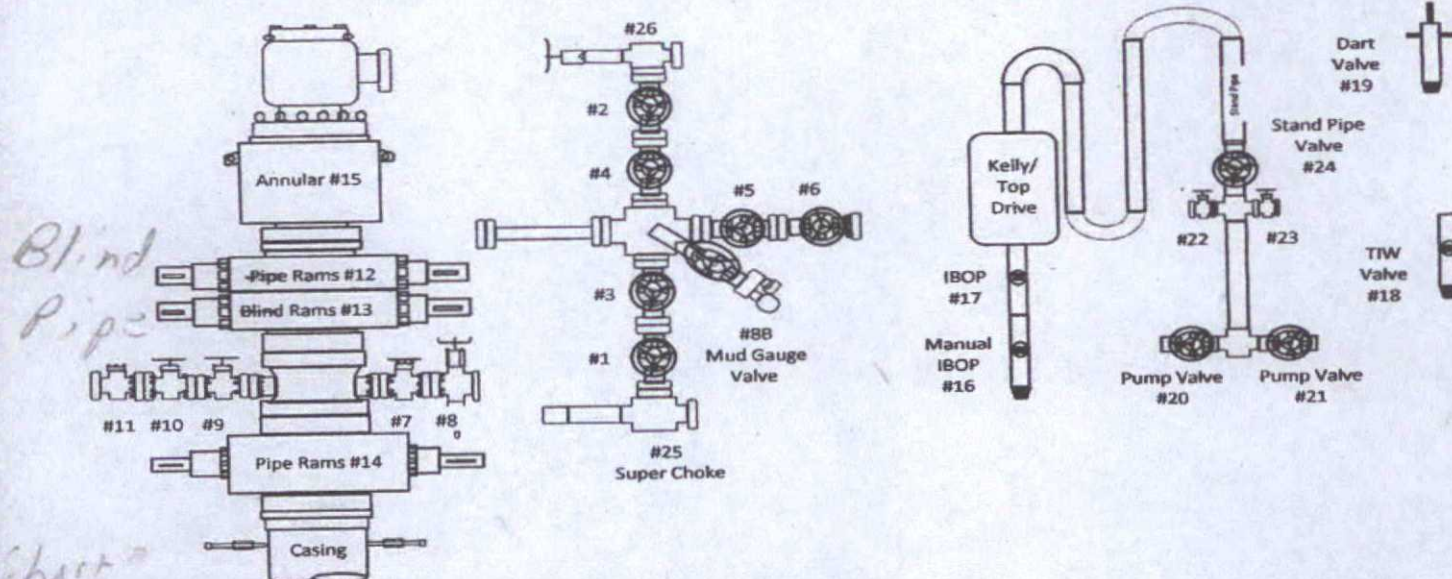 #26
Dart
Valve
#19
#2
Stand Pipe
Stand Pipe
Valve
#24
Annular #15
#4
Kelly/
Top
Drive
#5 #6
Blind
Pipe Rams #12
#22 #23
TIW
Valve
#18
IBOP
#17
Pipe
Blind Rams #13
#3
#8B
Mud Gauge
Valve
Manual
IBOP
#16
#1
Pump Valve
#20
Pump Valve
#21
#11 #10 #9 #7 #8
Pipe Rams #14
#25
Super Choke
Casing